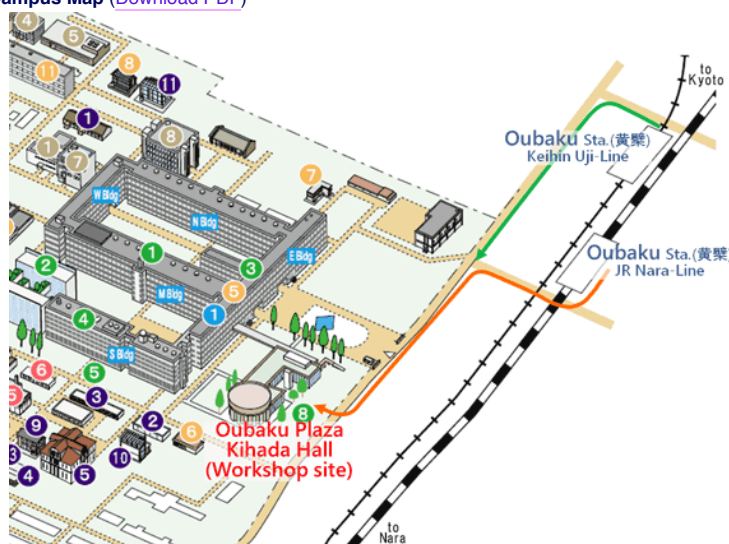 Campus Map (Download PDF)
4
5
11
8
11
to
Kyoto
1
8
Oubaku Sta.(黄檗)
Keihin Uji-Line
1
7
7
W Bldg
N Bldg
1
3
E Bldg
Oubaku Sta.(黄檗)
JR Nara-Line
2
5
M Bldg
1
4
S Bldg
6
5
3
5
8
9
2
6
Oubaku Plaza
Kihada Hall
(Workshop site)
3
10
4
5
to
Nara